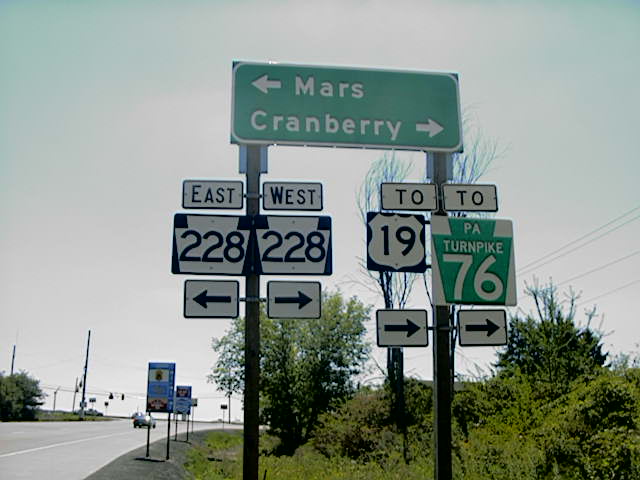 ← Mars
Cranberry →
EAST WEST TO TO
228 228 19 PA
TURNPIKE
76
← → → →